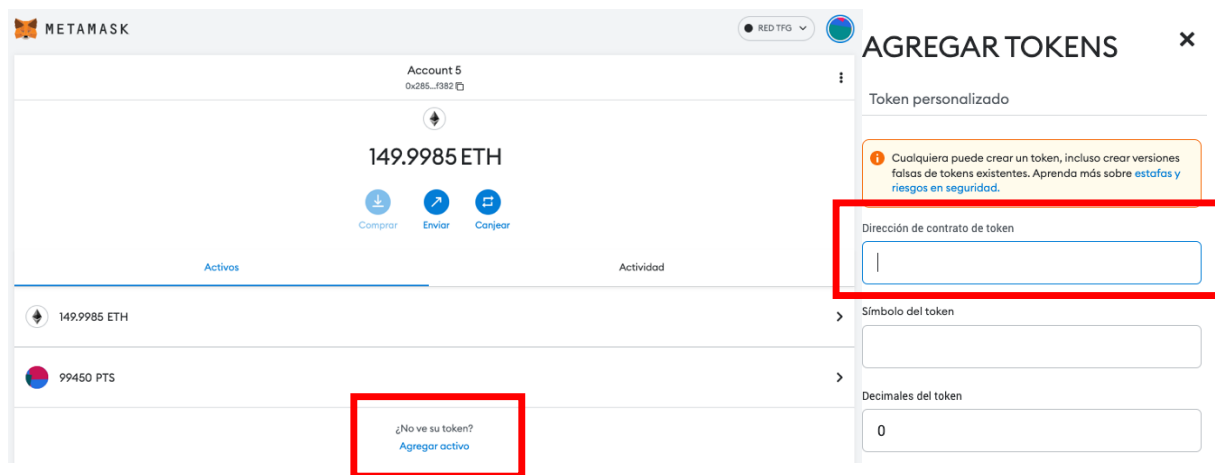 METAMASK
RED TFG
Account 5
0x285...f382
149.9985 ETH
Comprar
Enviar
Canjear
Activos
Actividad
149.9985 ETH
99450 PTS
¿No ve su token?
Agregar activo
AGREGAR TOKENS
Token personalizado
Cualquiera puede crear un token, incluso crear versiones
falsas de tokens existentes. Aprenda más sobre estafas y
riesgos en seguridad.
Dirección de contrato de token
Símbolo del token
Decimales del token
0